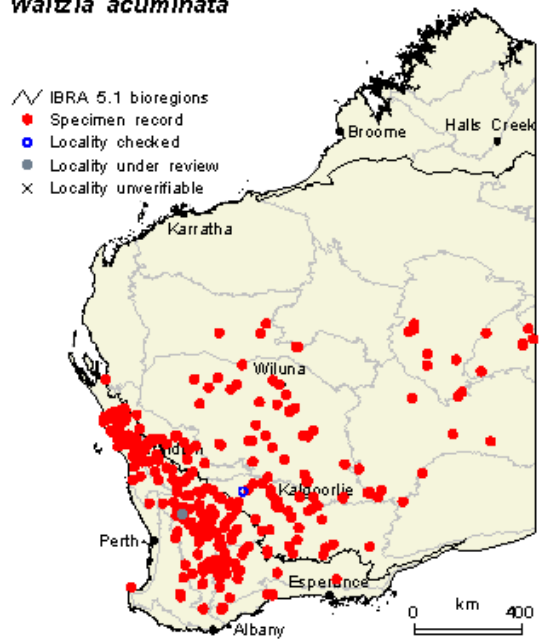 Waitzia acuminata
IBRA 5.1 bioregions
Specimen record
Locality checked
Locality under review
Locality unverifiable
Broome
Halls Creek
Karratha
Wiluna
Kalgoorlie
Perth
Esperance
Albany
km
0 400